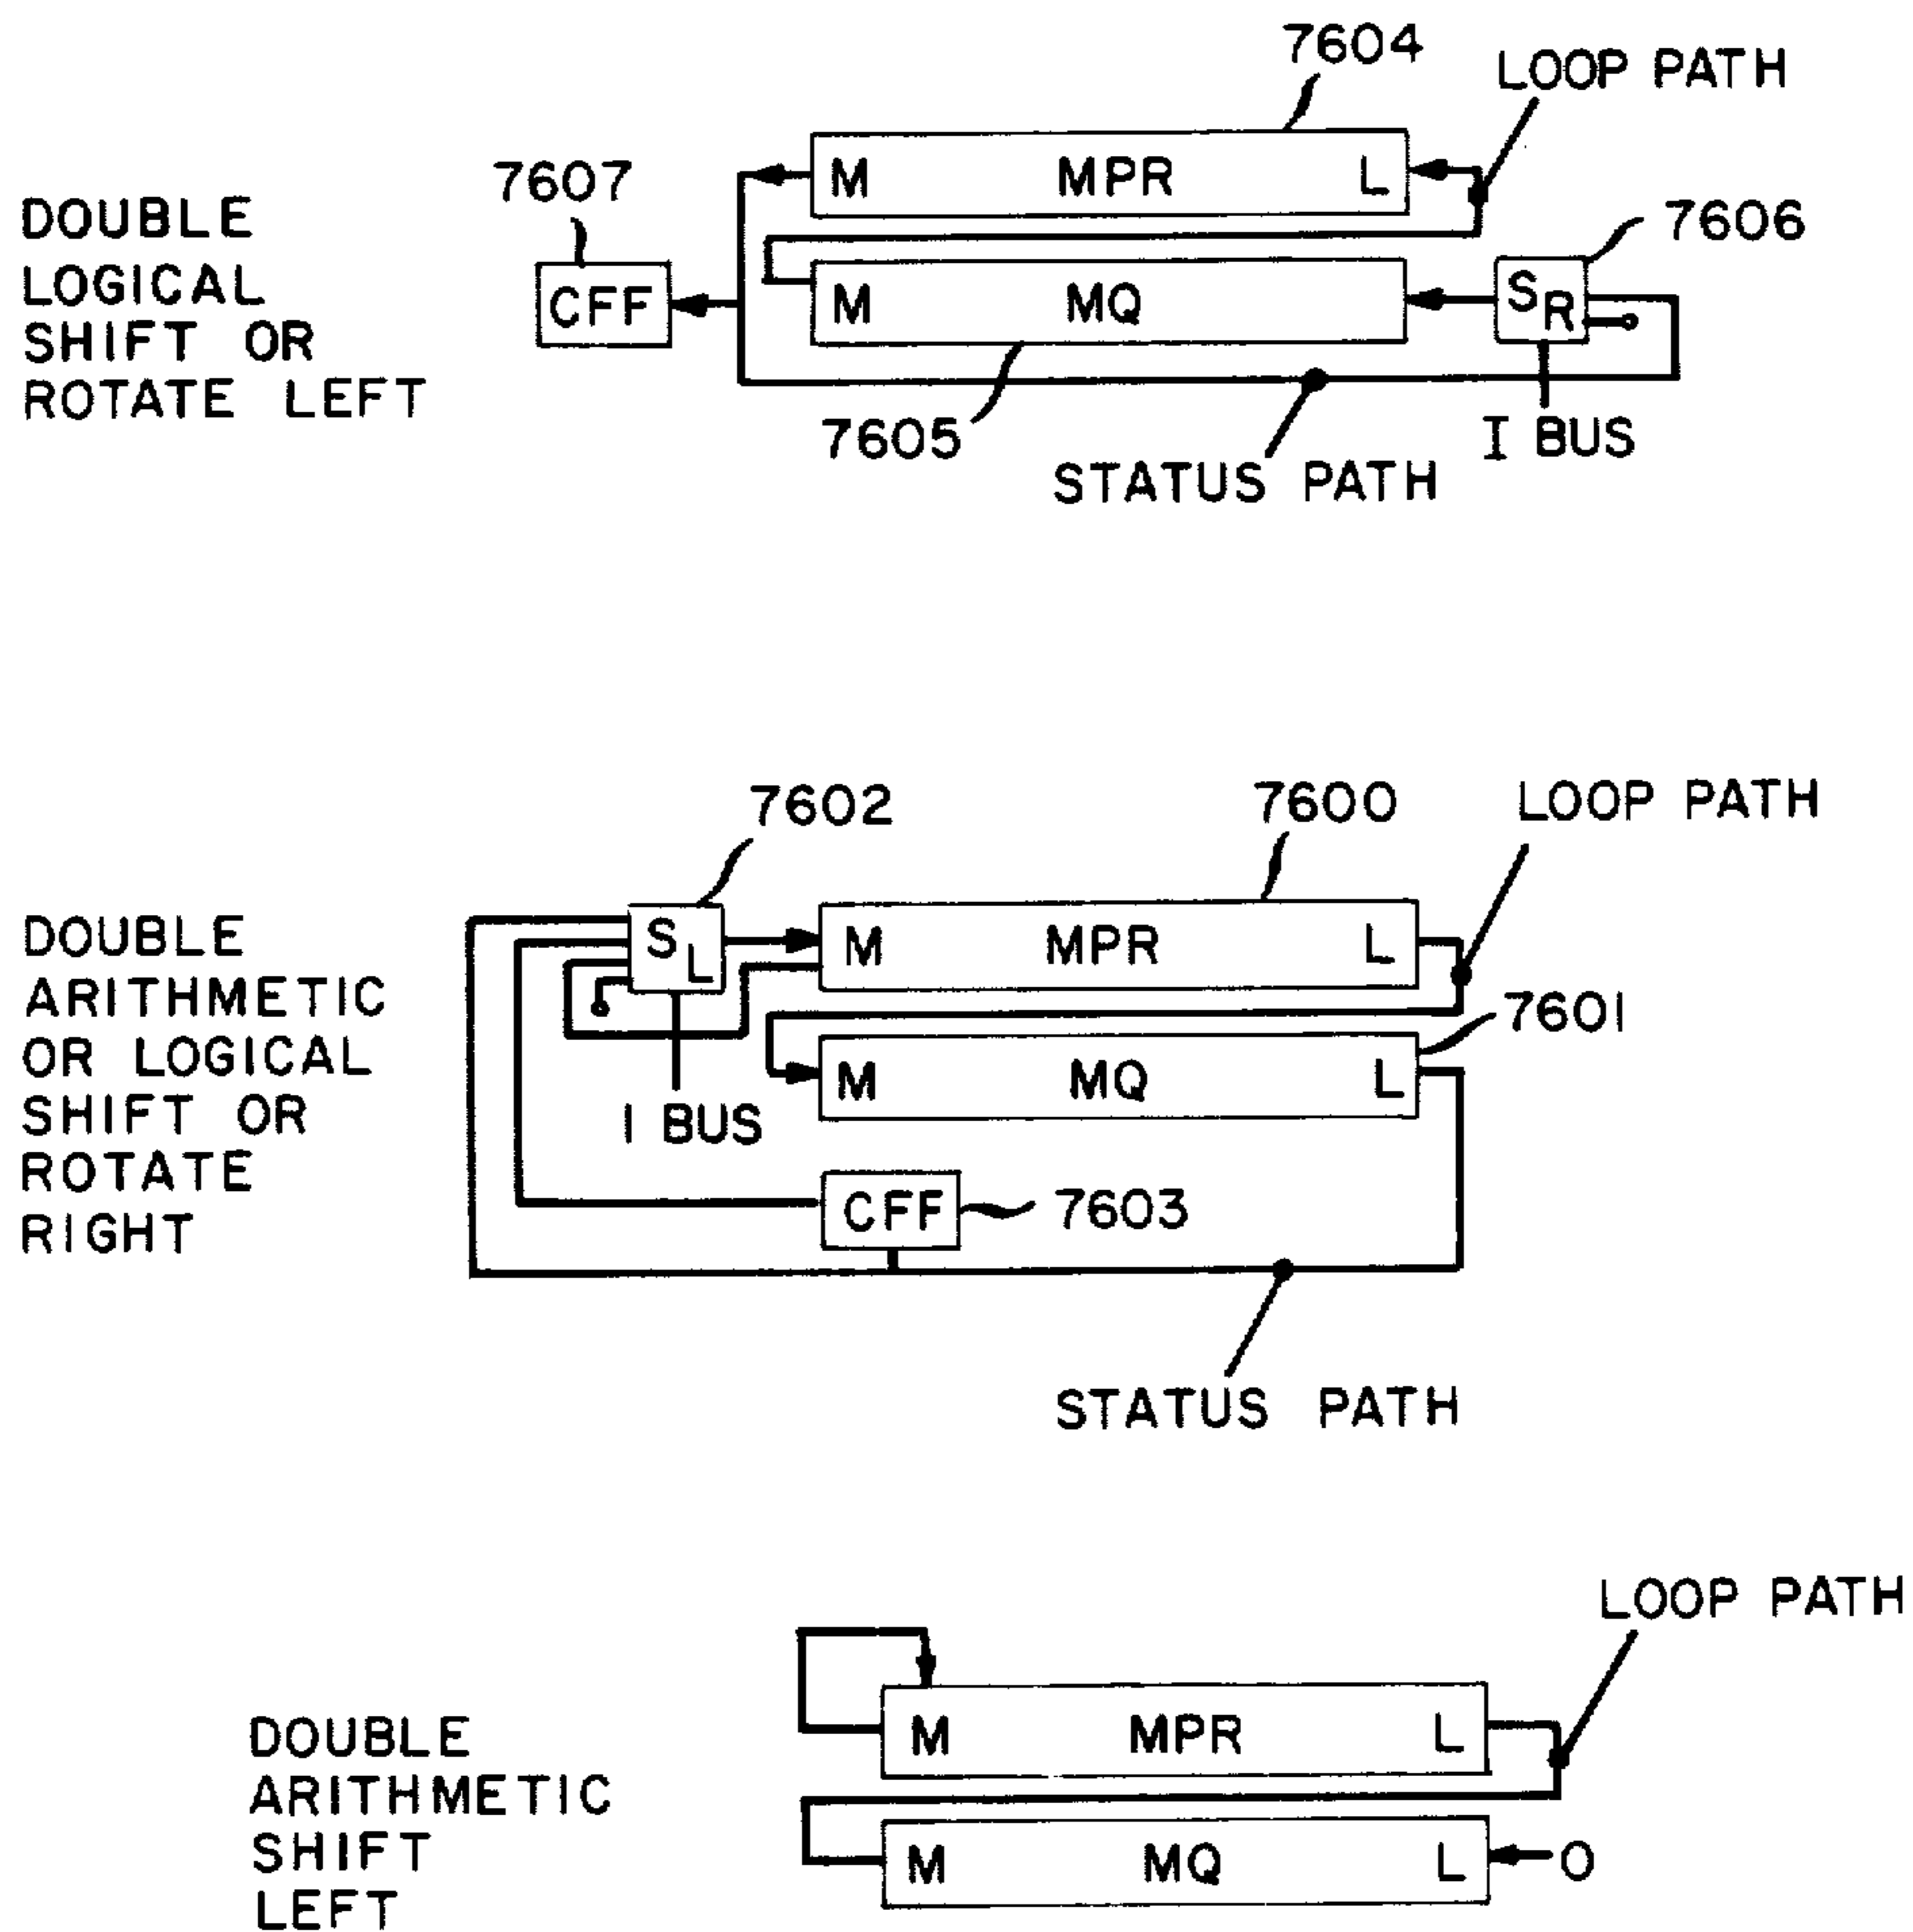 7604
LOOP PATH
7607
M MPR L
DOUBLE
LOGICAL
SHIFT OR
ROTATE LEFT
7606
CFF
M MQ
SR
7605
I BUS
STATUS PATH
7602
7600
LOOP PATH
DOUBLE
ARITHMETIC
OR LOGICAL
SHIFT OR
ROTATE
RIGHT
SL
M MPR L
7601
M MQ L
I BUS
CFF
7603
STATUS PATH
LOOP PATH
DOUBLE
ARITHMETIC
SHIFT
LEFT
M MPR L
M MQ L
0